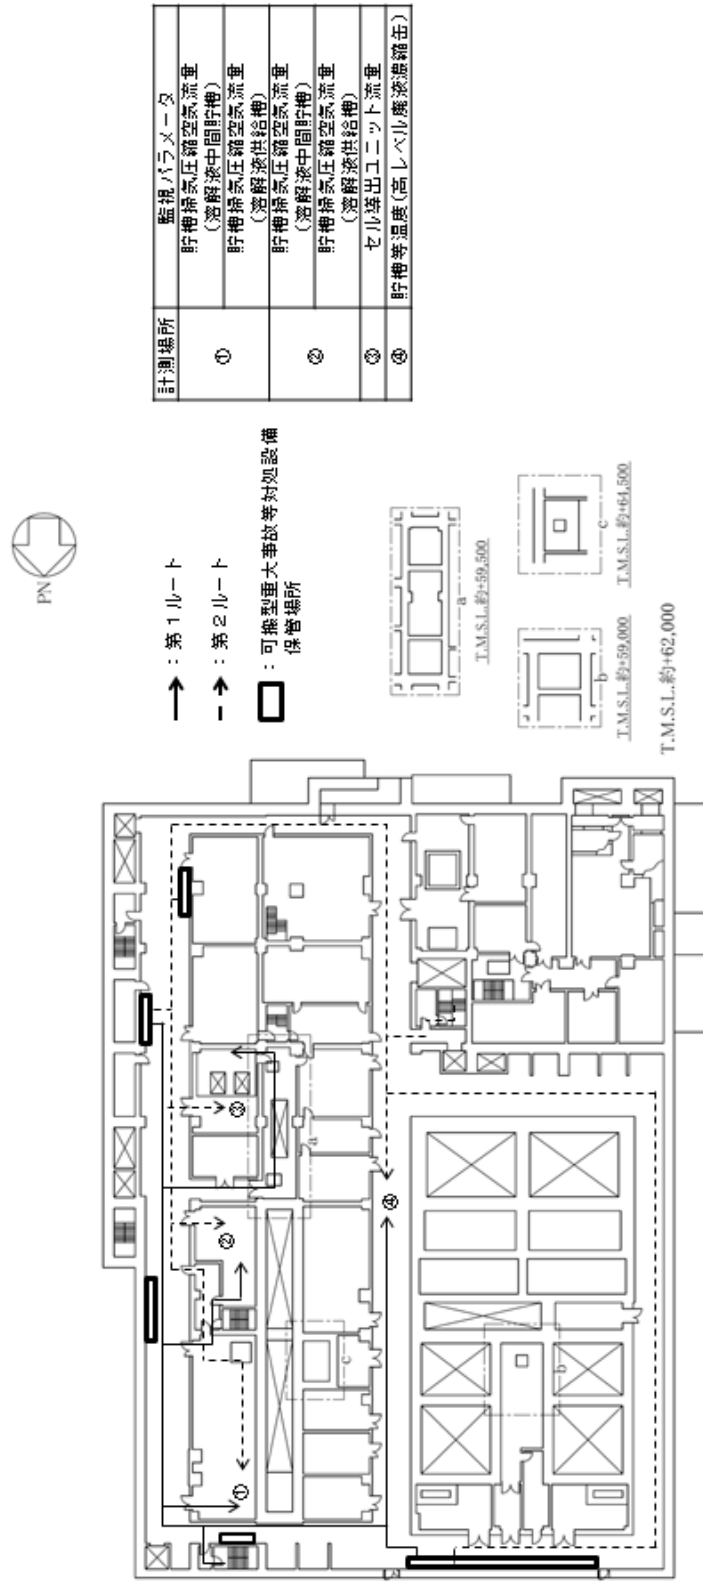 計測場所 監視パラメータ
① 貯槽掃気圧縮空気流量
(溶解液中間貯槽)
貯槽掃気圧縮空気流量
(溶解液供給槽)
② 貯槽掃気圧縮空気流量
(溶解液中間貯槽)
貯槽掃気圧縮空気流量
(溶解液供給槽)
③ セル導出ユニット流量
④ 貯槽等温度(高レベル廃液濃縮缶)
PN
:第1ルート
:第2ルート
:可搬型重大事故等対処設備
保管場所
a
T.M.S.L.約+59,500
b
T.M.S.L.約+59,000
c
T.M.S.L.約+64,500
T.M.S.L.約+62,000
①
②
③
④
a
b
c